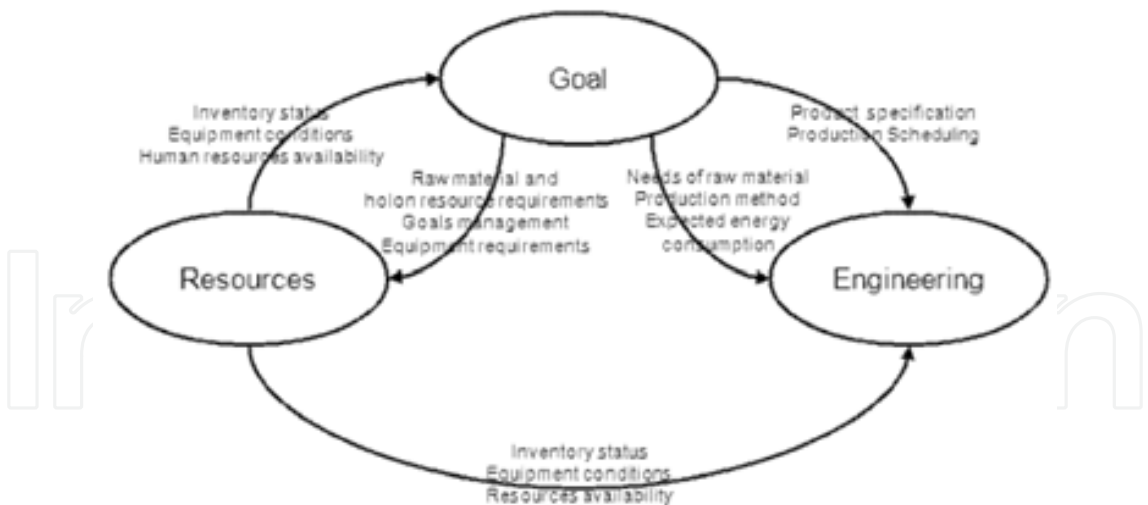 Goal
Inventory status
Equipment conditions
Human resources availability
Product specification
Production Scheduling
Raw material and
holon resource requirements
Goals management
Equipment requirements
Needs of raw material
Production method
Expected energy
consumption
Resources
Engineering
Inventory status
Equipment conditions
Resources availability